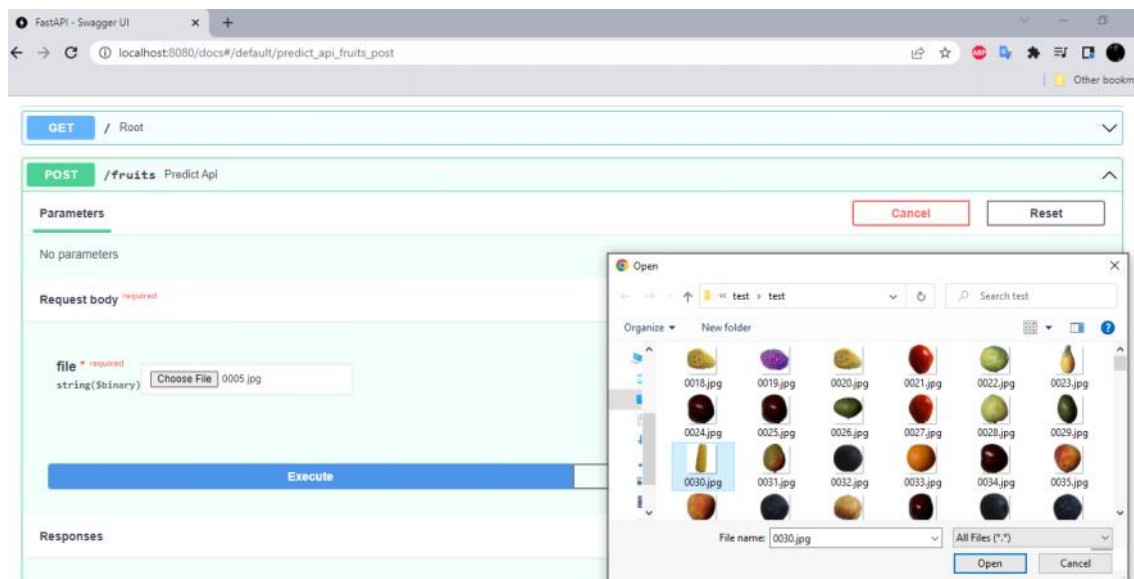 FastAPI - Swagger UI
localhost:8080/docs#/default/predict_api_fruits_post
ABP
Other bookm
GET / Root
POST /fruits Predict Api
Parameters
Cancel
Reset
No parameters
Request body required
file * required
string($binary)
Choose File 0005.jpg
Execute
Responses
Open
« test › test
Search test
Organize
New folder
0018.jpg 0019.jpg 0020.jpg 0021.jpg 0022.jpg 0023.jpg
0024.jpg 0025.jpg 0026.jpg 0027.jpg 0028.jpg 0029.jpg
0030.jpg 0031.jpg 0032.jpg 0033.jpg 0034.jpg 0035.jpg
File name: 0030.jpg
All Files (*.*)
Open
Cancel